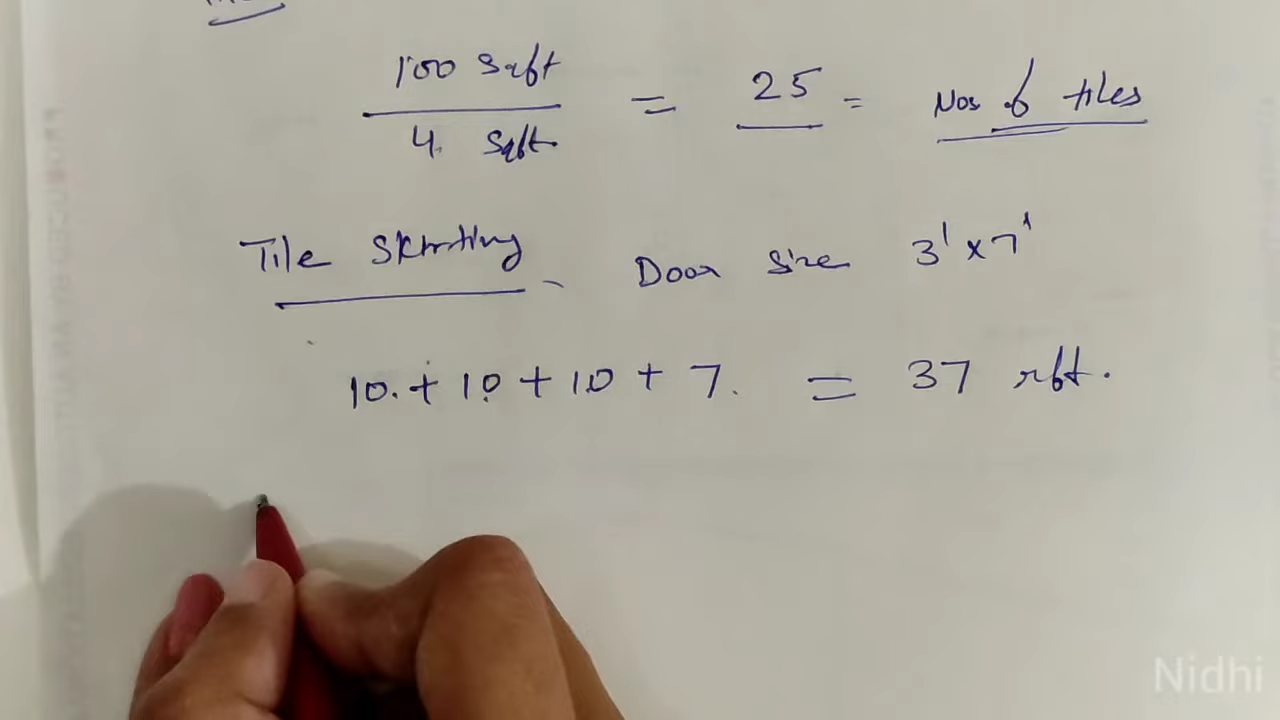 100 Sqft
4. Sqft.
= 25 = Nos of tiles
Tile Skirting - Door size 3' x 7'
10. + 10 + 10 + 7. = 37 rft.
Nidhi